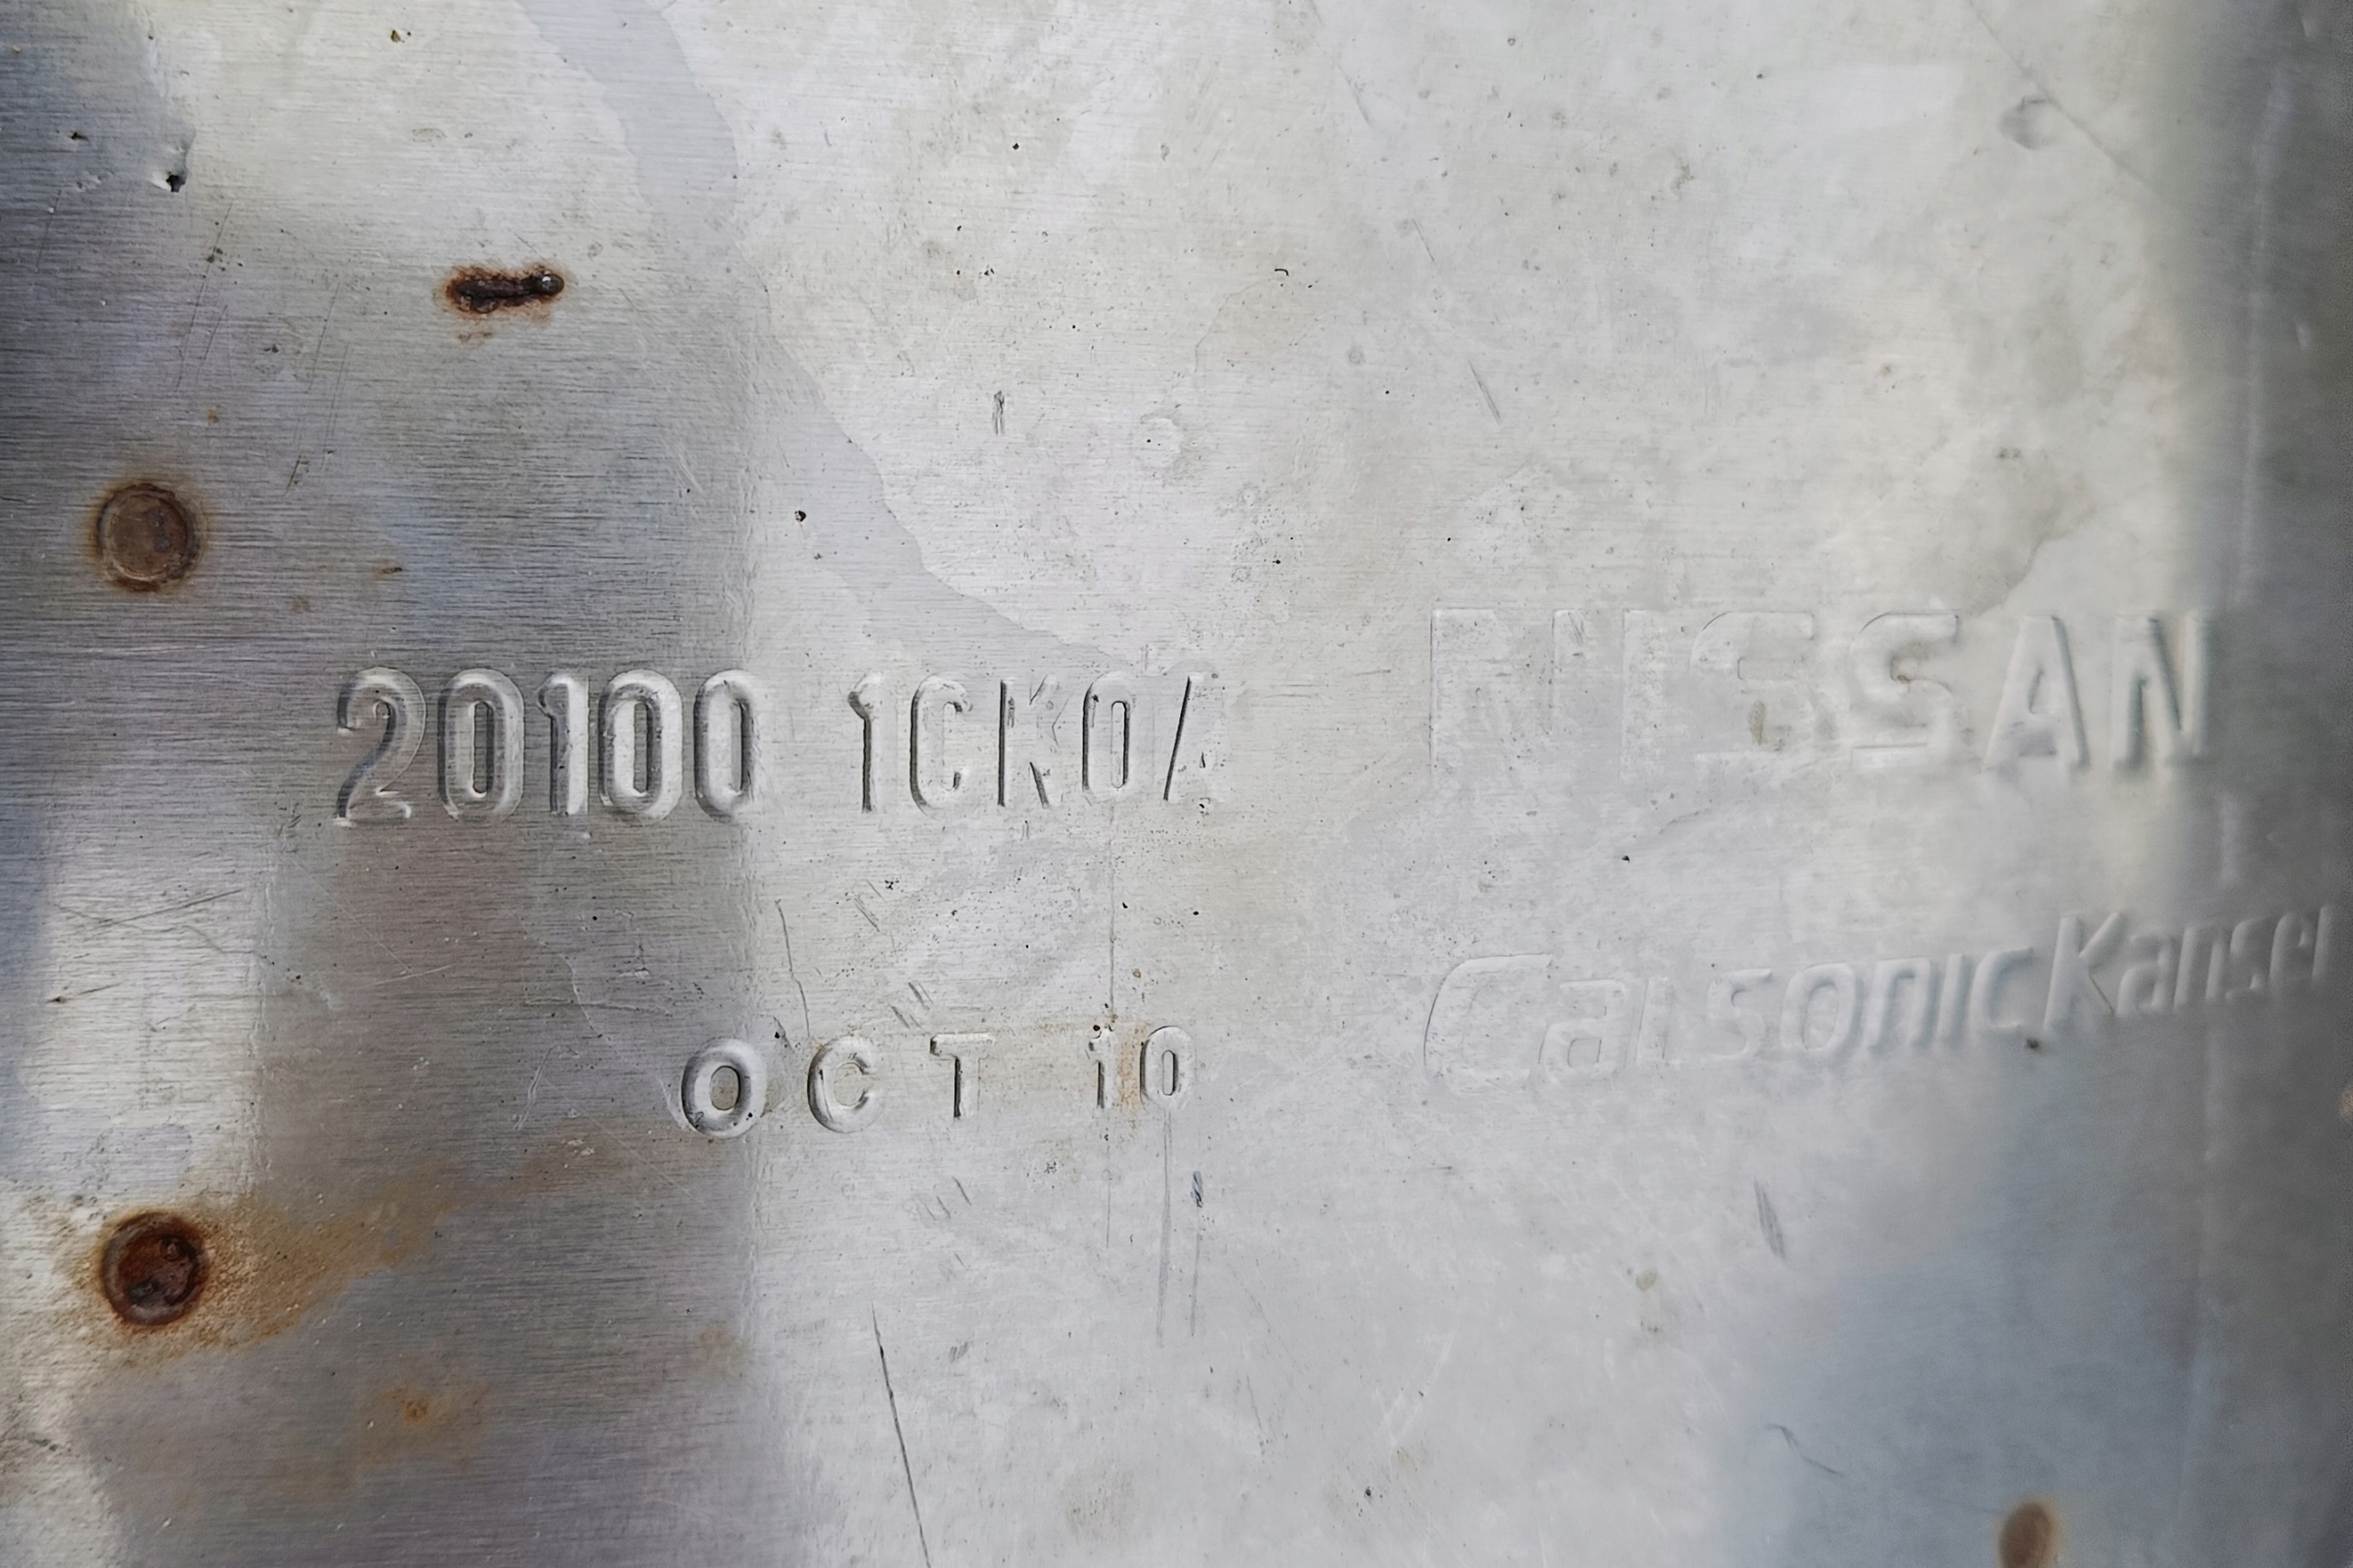 20100 1CK0A
NISSAN
CalsonicKansei
OCT 10